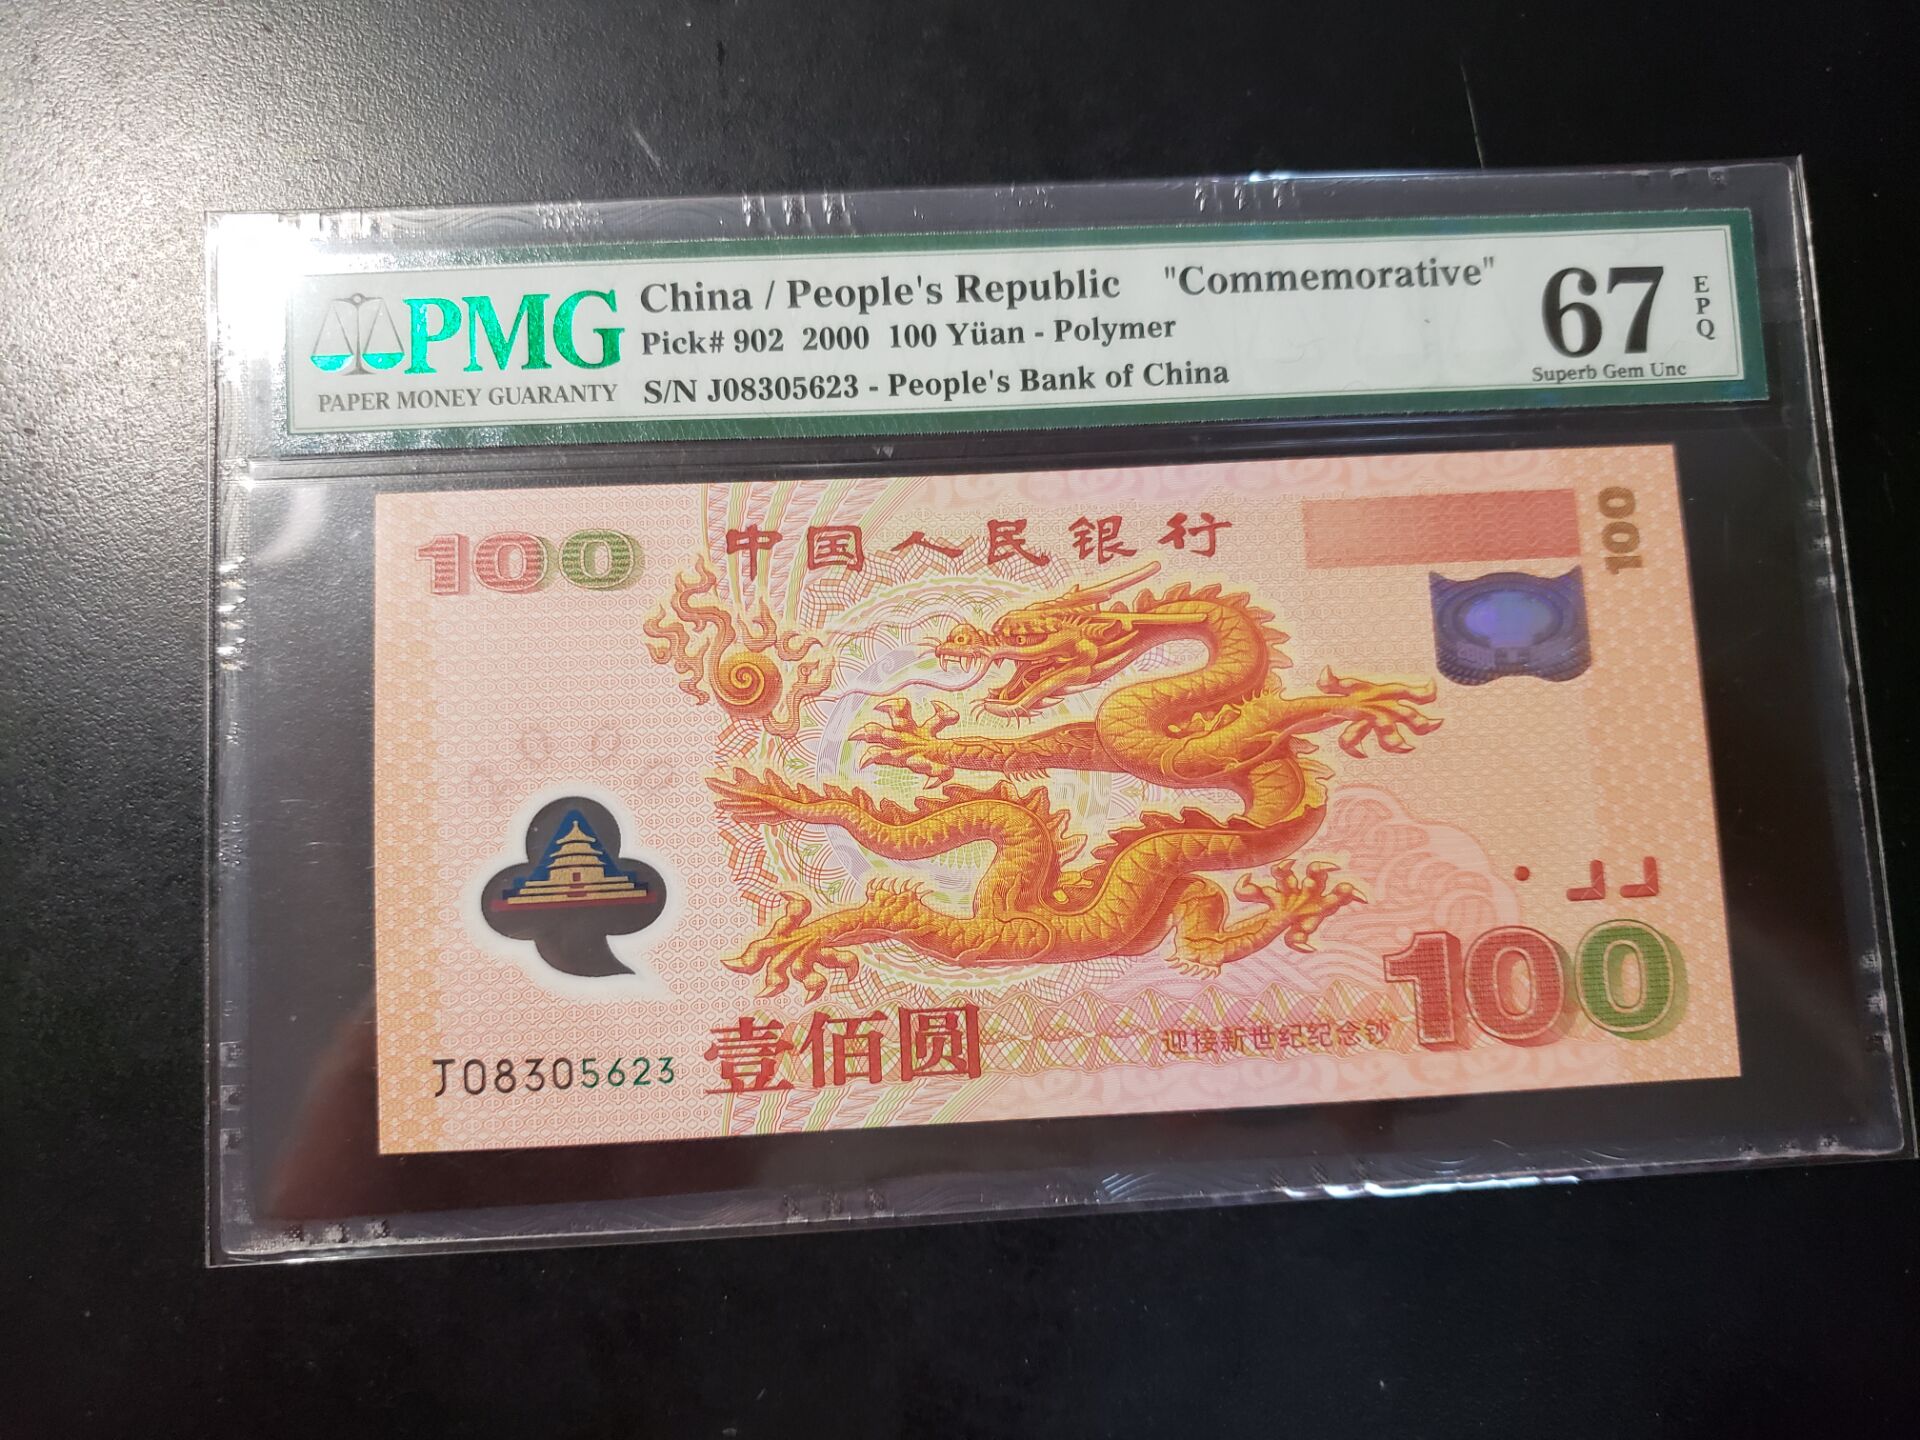 PMG
PAPER MONEY GUARANTY
China / People's Republic "Commemorative"
Pick# 902 2000 100 Yüan - Polymer
S/N J08305623 - People's Bank of China
67
EPQ
Superb Gem Unc
100
中国人民银行
100
J08305623
壹佰圆
迎接新世纪纪念钞
100